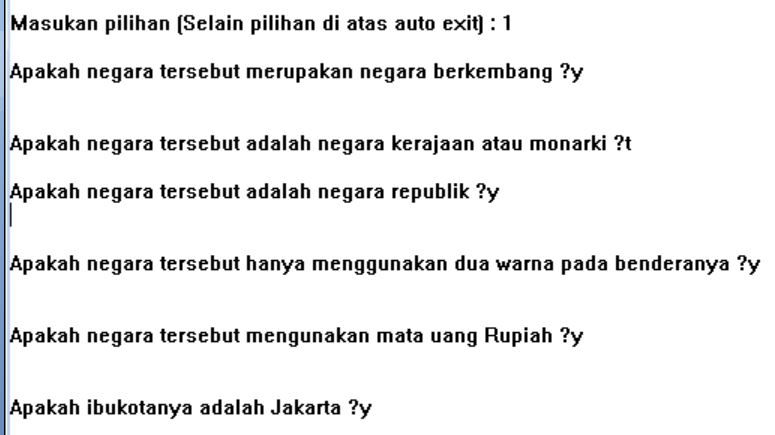 Masukan pilihan (Selain pilihan di atas auto exit) : 1
Apakah negara tersebut merupakan negara berkembang ?y
Apakah negara tersebut adalah negara kerajaan atau monarki ?t
Apakah negara tersebut adalah negara republik ?y
Apakah negara tersebut hanya menggunakan dua warna pada benderanya ?y
Apakah negara tersebut mengunakan mata uang Rupiah ?y
Apakah ibukotanya adalah Jakarta ?y